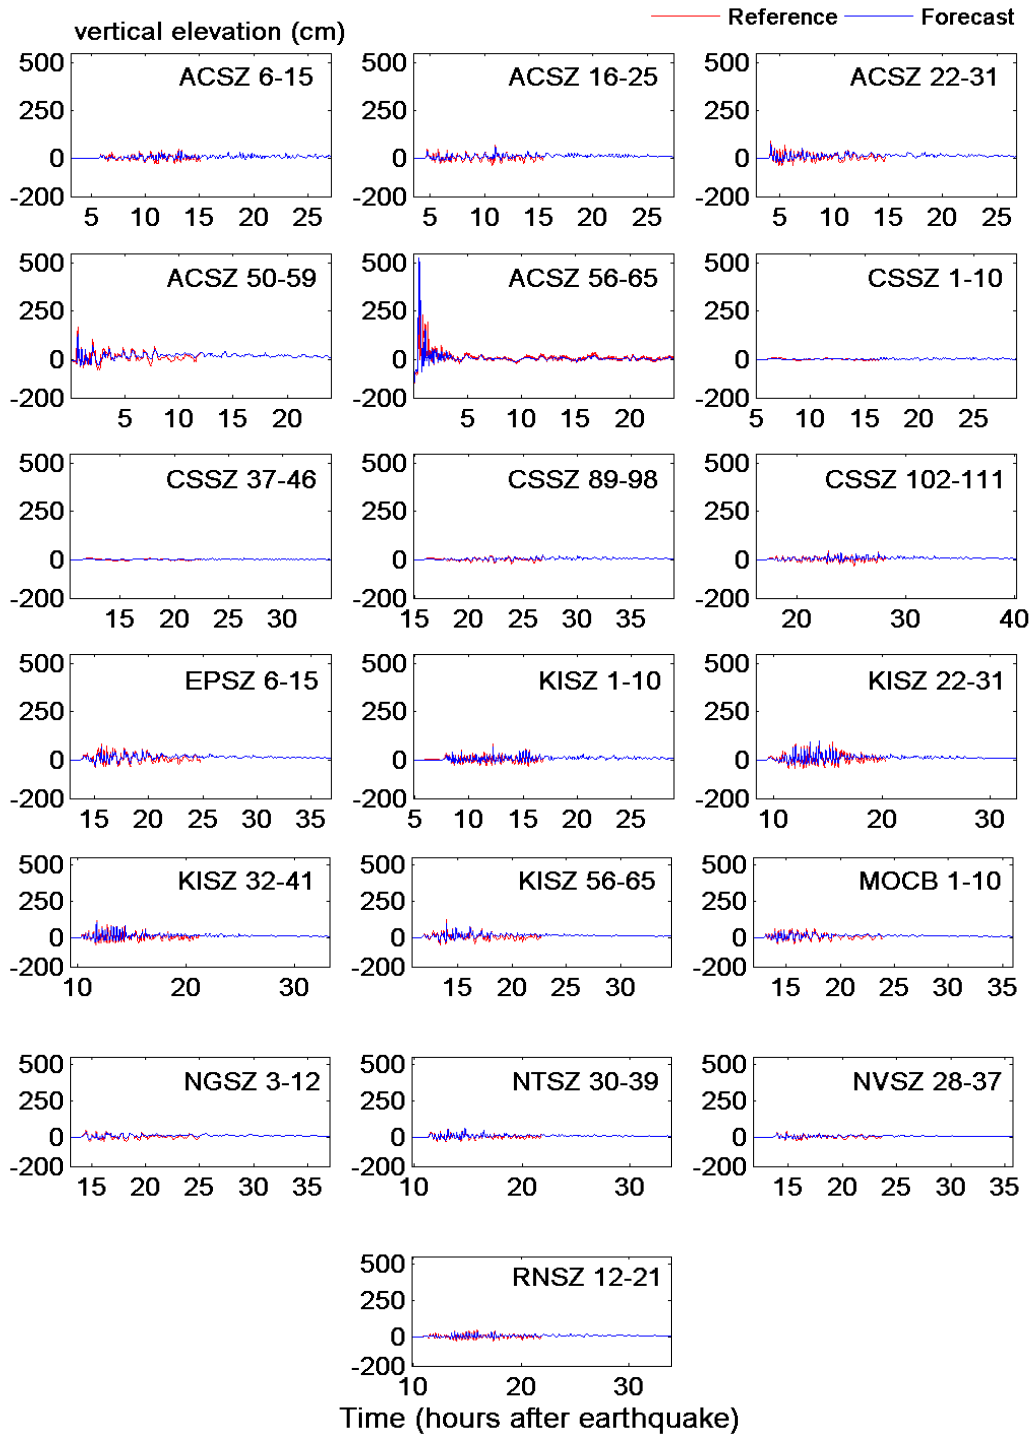 Reference Forecast
vertical elevation (cm)
ACSZ 6-15 ACSZ 16-25 ACSZ 22-31
500 500 500
250 250 250
0 0 0
-200 -200 -200
5 10 15 20 25 5 10 15 20 25 5 10 15 20 25
ACSZ 50-59 ACSZ 56-65 CSSZ 1-10
500 500 500
250 250 250
0 0 0
-200 -200 -200
5 10 15 20 5 10 15 20 5 10 15 20 25
CSSZ 37-46 CSSZ 89-98 CSSZ 102-111
500 500 500
250 250 250
0 0 0
-200 -200 -200
15 20 25 30 15 20 25 30 35 20 30 40
EPSZ 6-15 KISZ 1-10 KISZ 22-31
500 500 500
250 250 250
0 0 0
-200 -200 -200
15 20 25 30 35 5 10 15 20 25 10 20 30
KISZ 32-41 KISZ 56-65 MOCB 1-10
500 500 500
250 250 250
0 0 0
-200 -200 -200
10 20 30 15 20 25 30 35 15 20 25 30 35
NGSZ 3-12 NTSZ 30-39 NVSZ 28-37
500 500 500
250 250 250
0 0 0
-200 -200 -200
15 20 25 30 35 10 20 30 15 20 25 30 35
RNSZ 12-21
500
250
0
-200
10 20 30
Time (hours after earthquake)